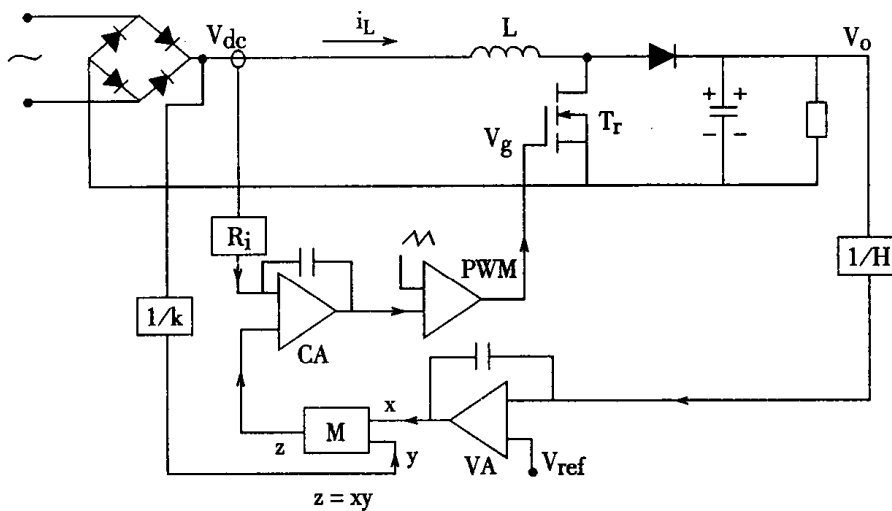 V_dc
i_L
L
V_o
+ +
− −
T_r
V_g
R_i
PWM
1/H
1/k
CA
x
M
z
y
VA
V_ref
z = xy